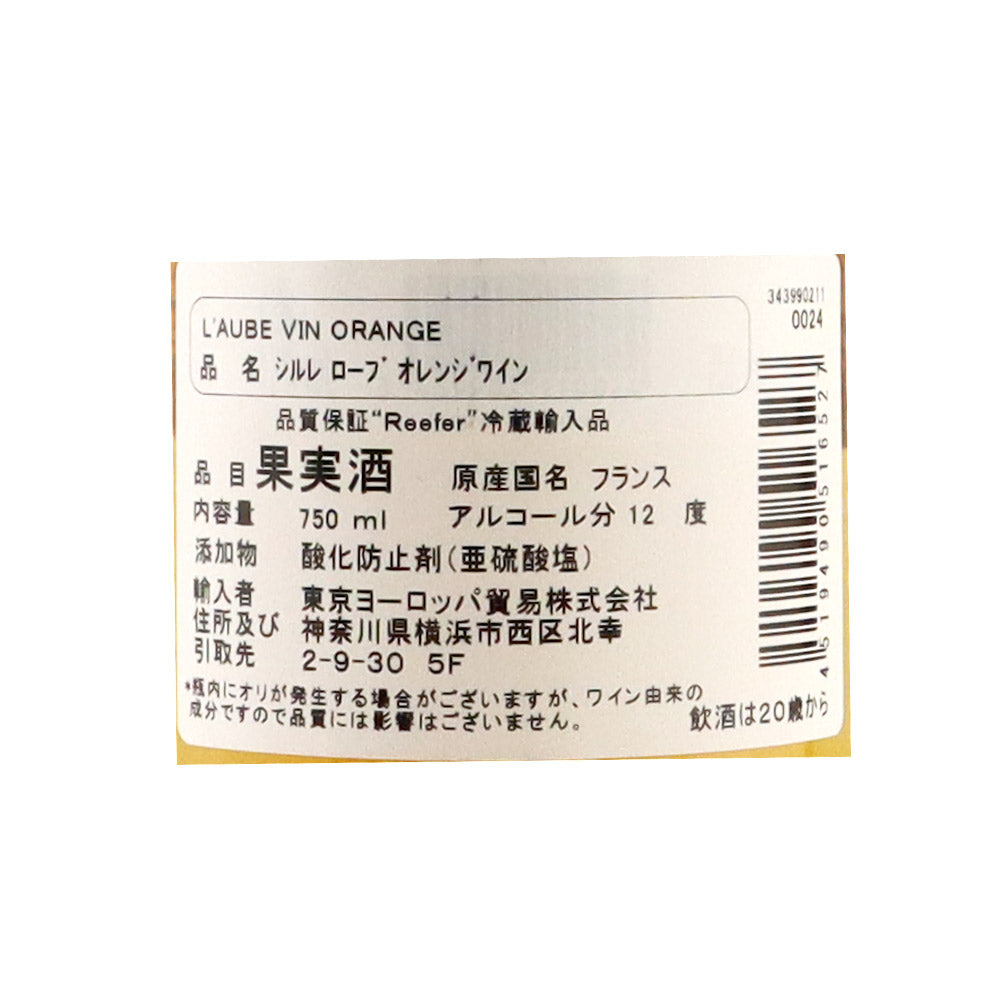 343990211
0024
L'AUBE VIN ORANGE
品 名 シルレ ローブ オレンジワイン
品質保証“Reefer”冷蔵輸入品
品 目 果実酒 原産国名 フランス
内容量 750 ml アルコール分 12 度
添加物 酸化防止剤(亜硫酸塩)
輸入者 東京ヨーロッパ貿易株式会社
住所及び 神奈川県横浜市西区北幸
引取先 2-9-30 5F
*瓶内にオリが発生する場合がございますが、ワイン由来の
成分ですので品質には影響はございません。
飲酒は20歳から
4519490516527